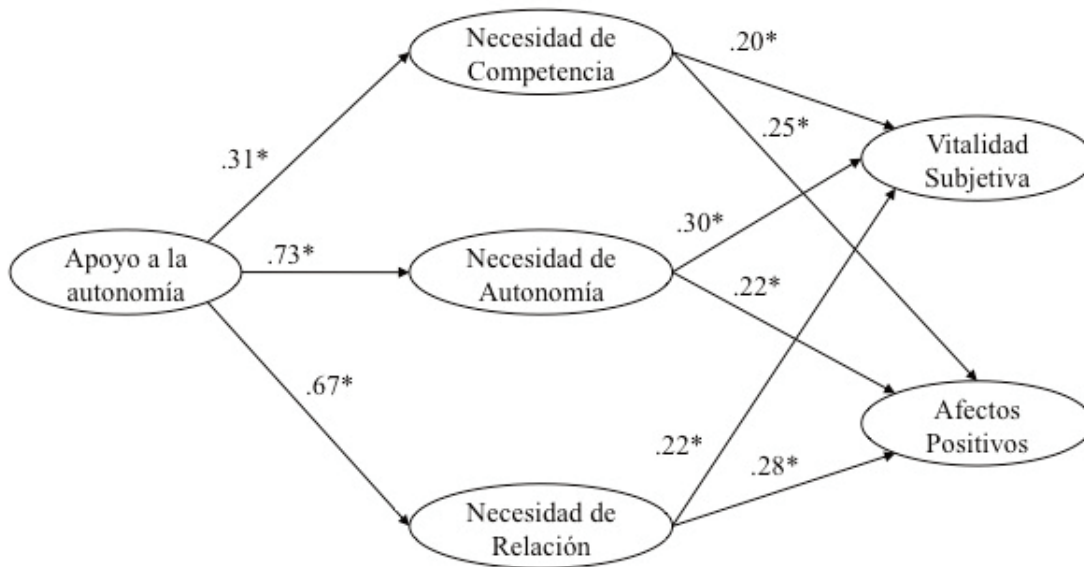 Necesidad de
Competencia
.20*
.25*
Vitalidad
Subjetiva
.31*
.30*
Apoyo a la
autonomía
.73*
Necesidad de
Autonomía
.22*
.67*
Afectos
Positivos
.22*
.28*
Necesidad de
Relación